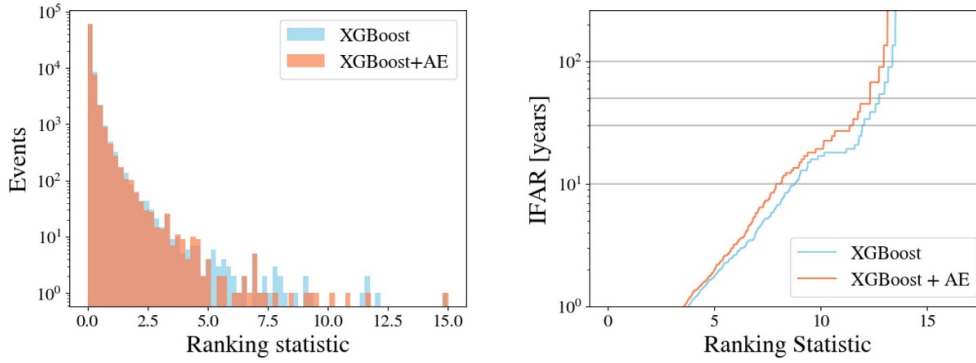 10^5
10^4
10^3
10^2
10^1
10^0
Events
0.0 2.5 5.0 7.5 10.0 12.5 15.0
Ranking statistic
XGBoost
XGBoost+AE
10^2
10^1
10^0
IFAR [years]
0 5 10 15
Ranking Statistic
XGBoost
XGBoost + AE